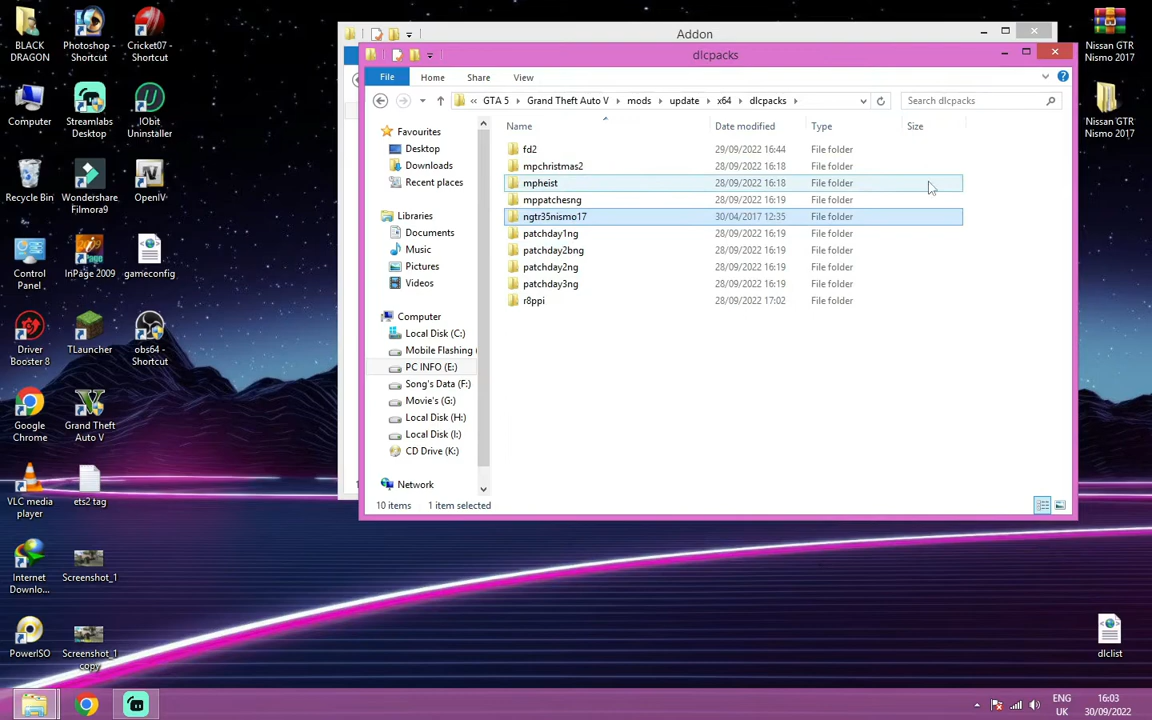 BLACK DRAGON
Photoshop - Shortcut
Cricket07 - Shortcut
Computer
Streamlabs Desktop
IObit Uninstaller
Recycle Bin
Wondershare Filmora9
OpenIV
Control Panel
InPage 2009
gameconfig
Driver Booster 8
TLauncher
obs64 - Shortcut
Google Chrome
Grand Theft Auto V
VLC media player
ets2 tag
Internet Downlo...
Screenshot_1
PowerISO
Screenshot_1 copy
Nissan GTR Nismo 2017
Nissan GTR Nismo 2017
dlclist
Addon
dlcpacks
File
Home
Share
View
« GTA 5 › Grand Theft Auto V › mods › update › x64 › dlcpacks ›
Search dlcpacks
Favourites
Desktop
Downloads
Recent places
Libraries
Documents
Music
Pictures
Videos
Computer
Local Disk (C:)
Mobile Flashing (
PC INFO (E:)
Song's Data (F:)
Movie's (G:)
Local Disk (H:)
Local Disk (I:)
CD Drive (K:)
Network
Name Date modified Type Size
fd2 29/09/2022 16:44 File folder
mpchristmas2 28/09/2022 16:18 File folder
mpheist 28/09/2022 16:18 File folder
mppatchesng 28/09/2022 16:19 File folder
ngtr35nismo17 30/04/2017 12:35 File folder
patchday1ng 28/09/2022 16:19 File folder
patchday2bng 28/09/2022 16:19 File folder
patchday2ng 28/09/2022 16:19 File folder
patchday3ng 28/09/2022 16:19 File folder
r8ppi 28/09/2022 17:02 File folder
10 items 1 item selected
ENG
UK
16:03
30/09/2022